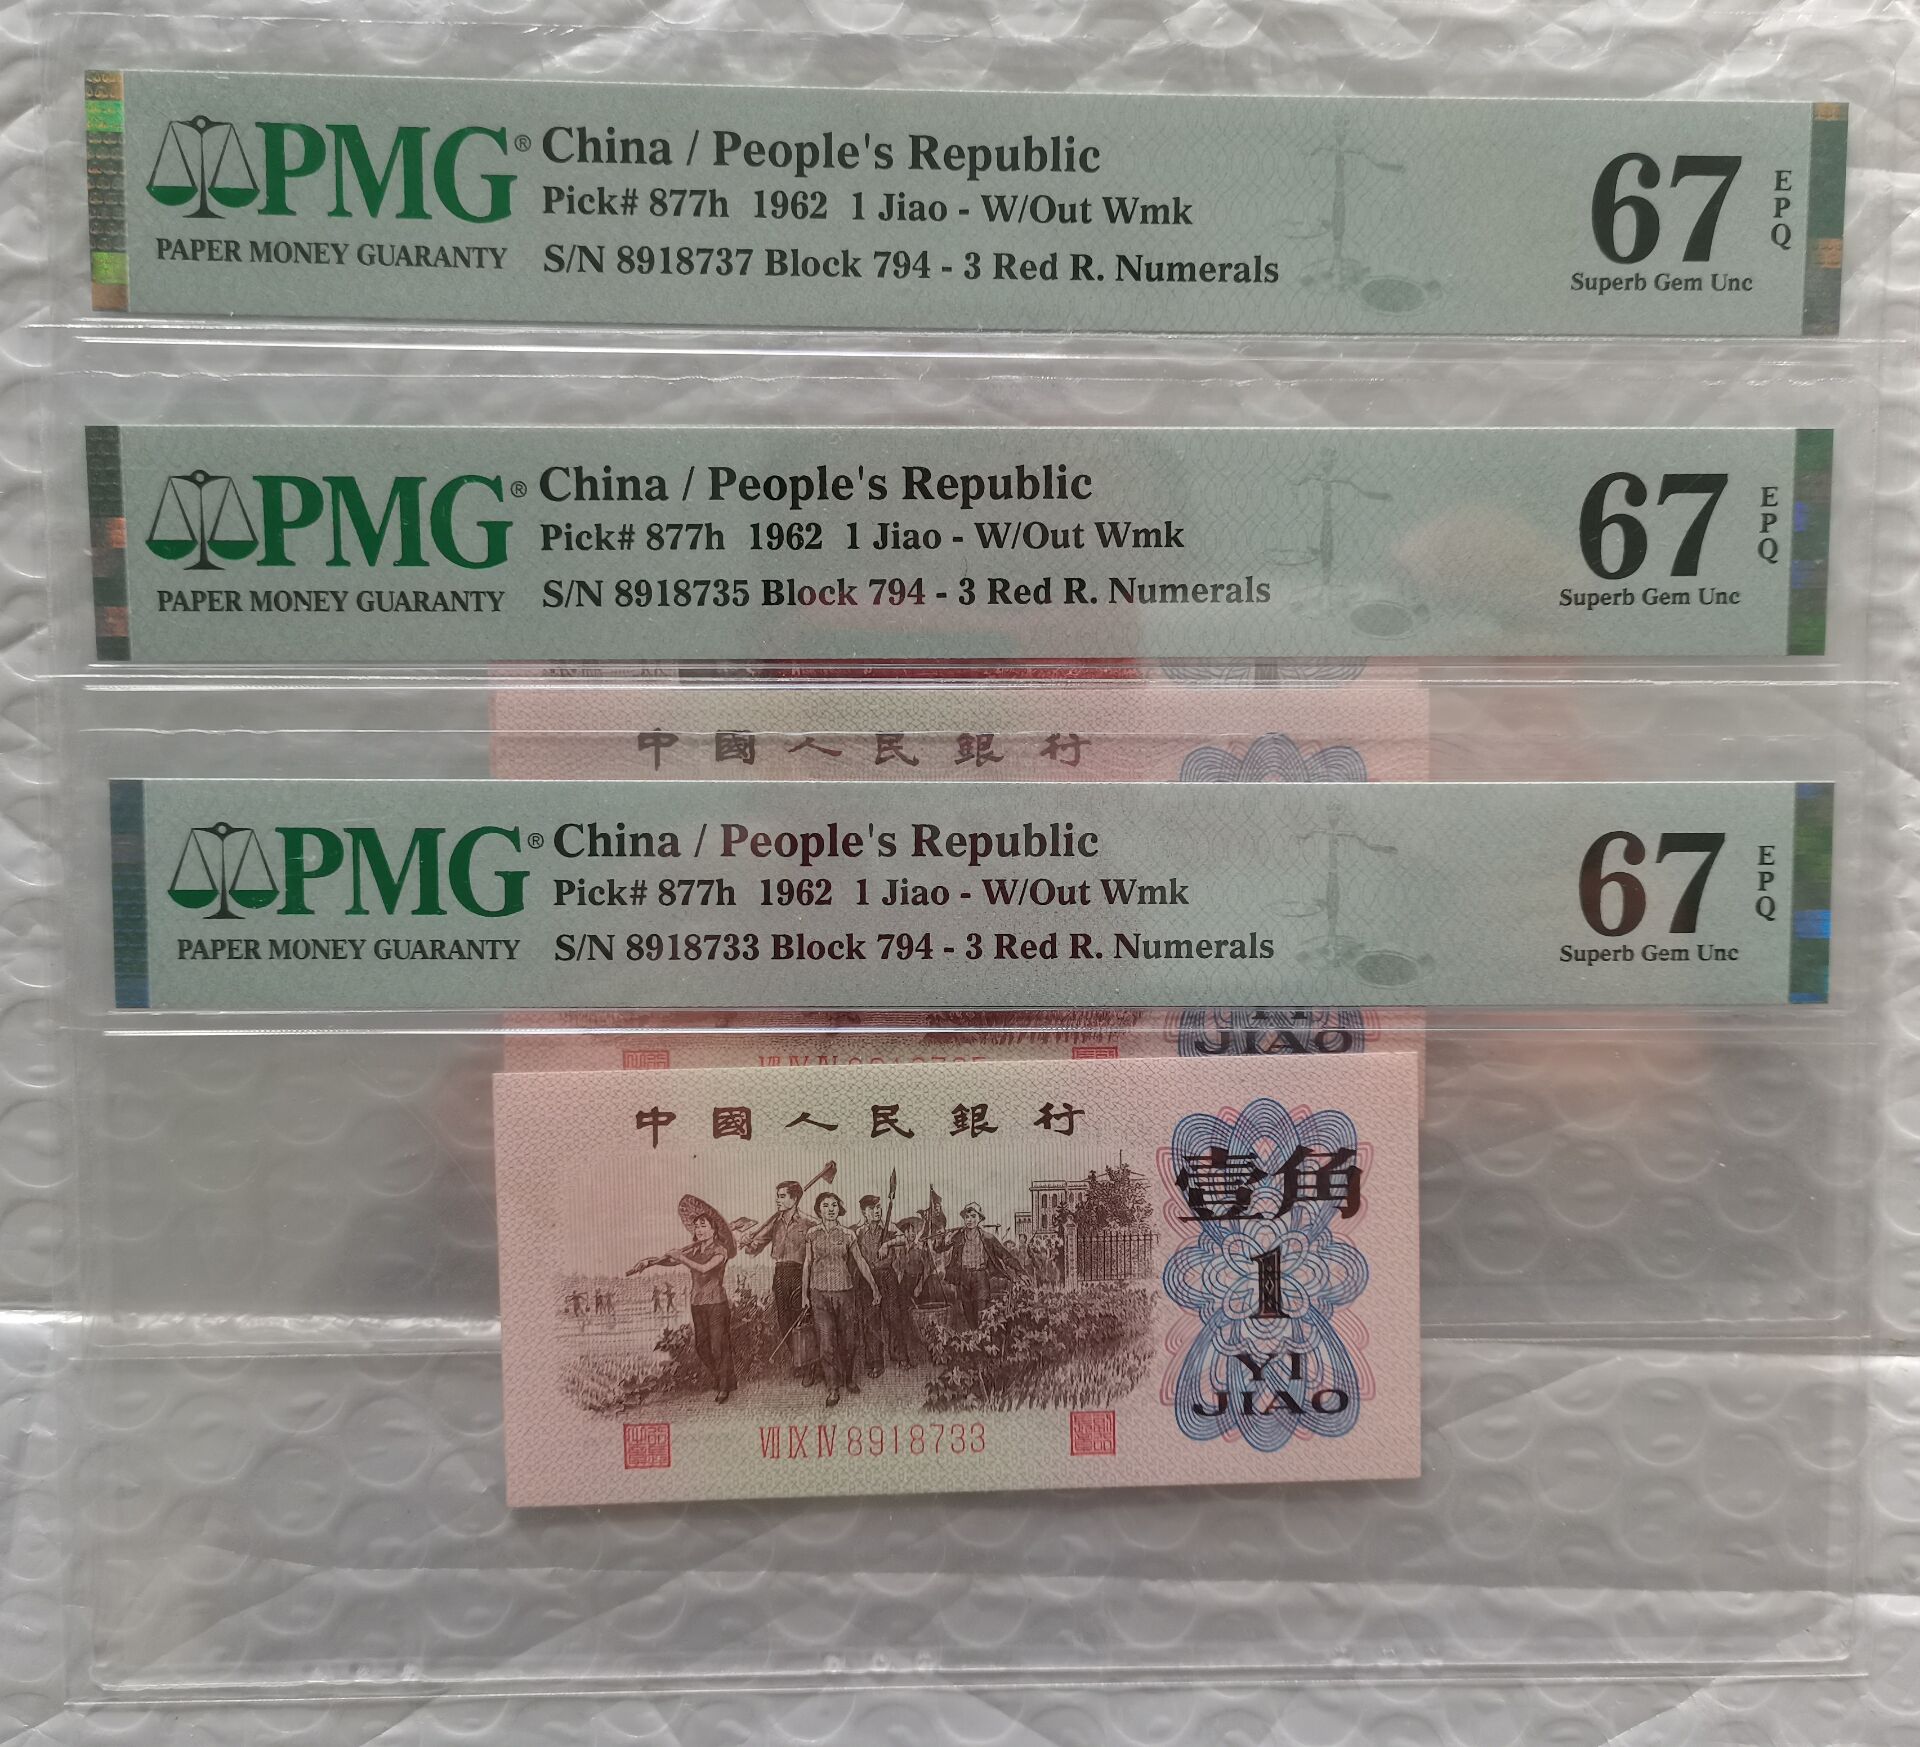 PMG® China / People's Republic
Pick# 877h 1962 1 Jiao - W/Out Wmk
PAPER MONEY GUARANTY S/N 8918737 Block 794 - 3 Red R. Numerals
67 EPQ
Superb Gem Unc
PMG® China / People's Republic
Pick# 877h 1962 1 Jiao - W/Out Wmk
PAPER MONEY GUARANTY S/N 8918735 Block 794 - 3 Red R. Numerals
67 EPQ
Superb Gem Unc
中國人民銀行
PMG® China / People's Republic
Pick# 877h 1962 1 Jiao - W/Out Wmk
PAPER MONEY GUARANTY S/N 8918733 Block 794 - 3 Red R. Numerals
67 EPQ
Superb Gem Unc
JIAO
VII IX IV 8918735
中國人民銀行
壹角
1
YI
JIAO
VII IX IV 8918733